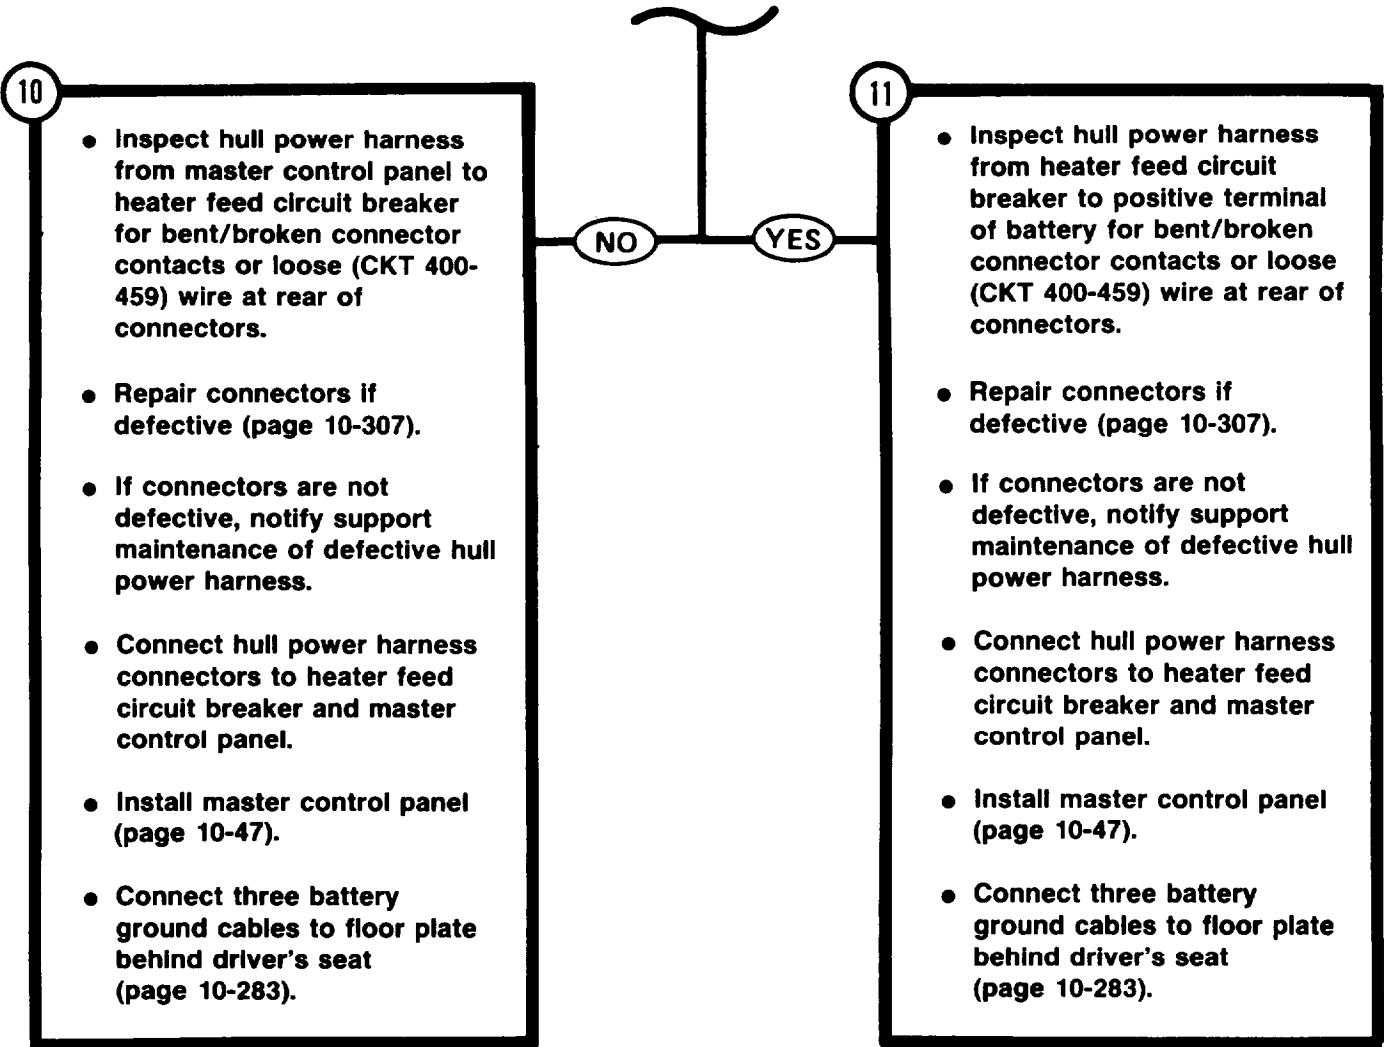 10
• Inspect hull power harness
from master control panel to
heater feed circuit breaker
for bent/broken connector
contacts or loose (CKT 400-
459) wire at rear of
connectors.
• Repair connectors if
defective (page 10-307).
• If connectors are not
defective, notify support
maintenance of defective hull
power harness.
• Connect hull power harness
connectors to heater feed
circuit breaker and master
control panel.
• Install master control panel
(page 10-47).
• Connect three battery
ground cables to floor plate
behind driver's seat
(page 10-283).
NO
YES
11
• Inspect hull power harness
from heater feed circuit
breaker to positive terminal
of battery for bent/broken
connector contacts or loose
(CKT 400-459) wire at rear of
connectors.
• Repair connectors if
defective (page 10-307).
• If connectors are not
defective, notify support
maintenance of defective hull
power harness.
• Connect hull power harness
connectors to heater feed
circuit breaker and master
control panel.
• Install master control panel
(page 10-47).
• Connect three battery
ground cables to floor plate
behind driver's seat
(page 10-283).